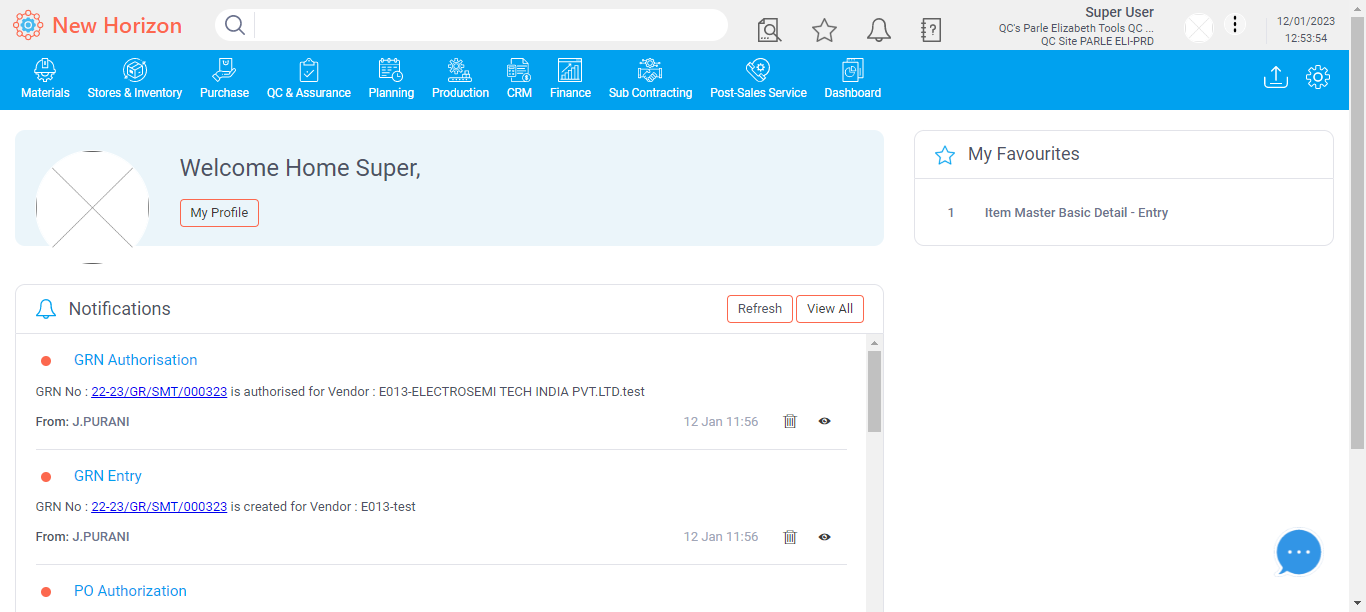 New Horizon
Super User
QC's Parle Elizabeth Tools QC ...
QC Site PARLE ELI-PRD
12/01/2023
12:53:54
Materials
Stores & Inventory
Purchase
QC & Assurance
Planning
Production
CRM
Finance
Sub Contracting
Post-Sales Service
Dashboard
Welcome Home Super,
My Profile
My Favourites
1 Item Master Basic Detail - Entry
Notifications
Refresh
View All
GRN Authorisation
GRN No : 22-23/GR/SMT/000323 is authorised for Vendor : E013-ELECTROSEMI TECH INDIA PVT.LTD.test
From: J.PURANI 12 Jan 11:56
GRN Entry
GRN No : 22-23/GR/SMT/000323 is created for Vendor : E013-test
From: J.PURANI 12 Jan 11:56
PO Authorization